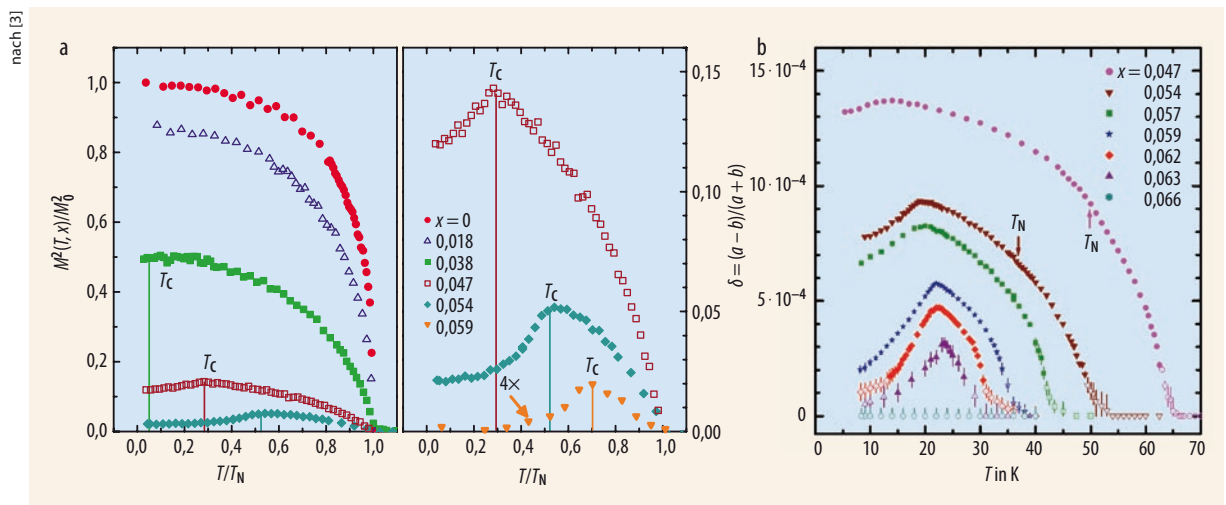 nach [3]
a
M²(T, x)/M₀²
1,0
0,8
0,6
0,4
0,2
0,0
T_C
T_C
0,0 0,2 0,4 0,6 0,8 1,0
T/T_N
T_C
T_C
T_C
x = 0
0,018
0,038
0,047
0,054
0,059
4×
0,15
0,10
0,05
0,00
0,0 0,2 0,4 0,6 0,8 1,0
T/T_N
b
δ = (a – b)/(a + b)
15 · 10⁻⁴
10 · 10⁻⁴
5 · 10⁻⁴
0
x = 0,047
0,054
0,057
0,059
0,062
0,063
0,066
T_N
T_N
0 10 20 30 40 50 60 70
T in K